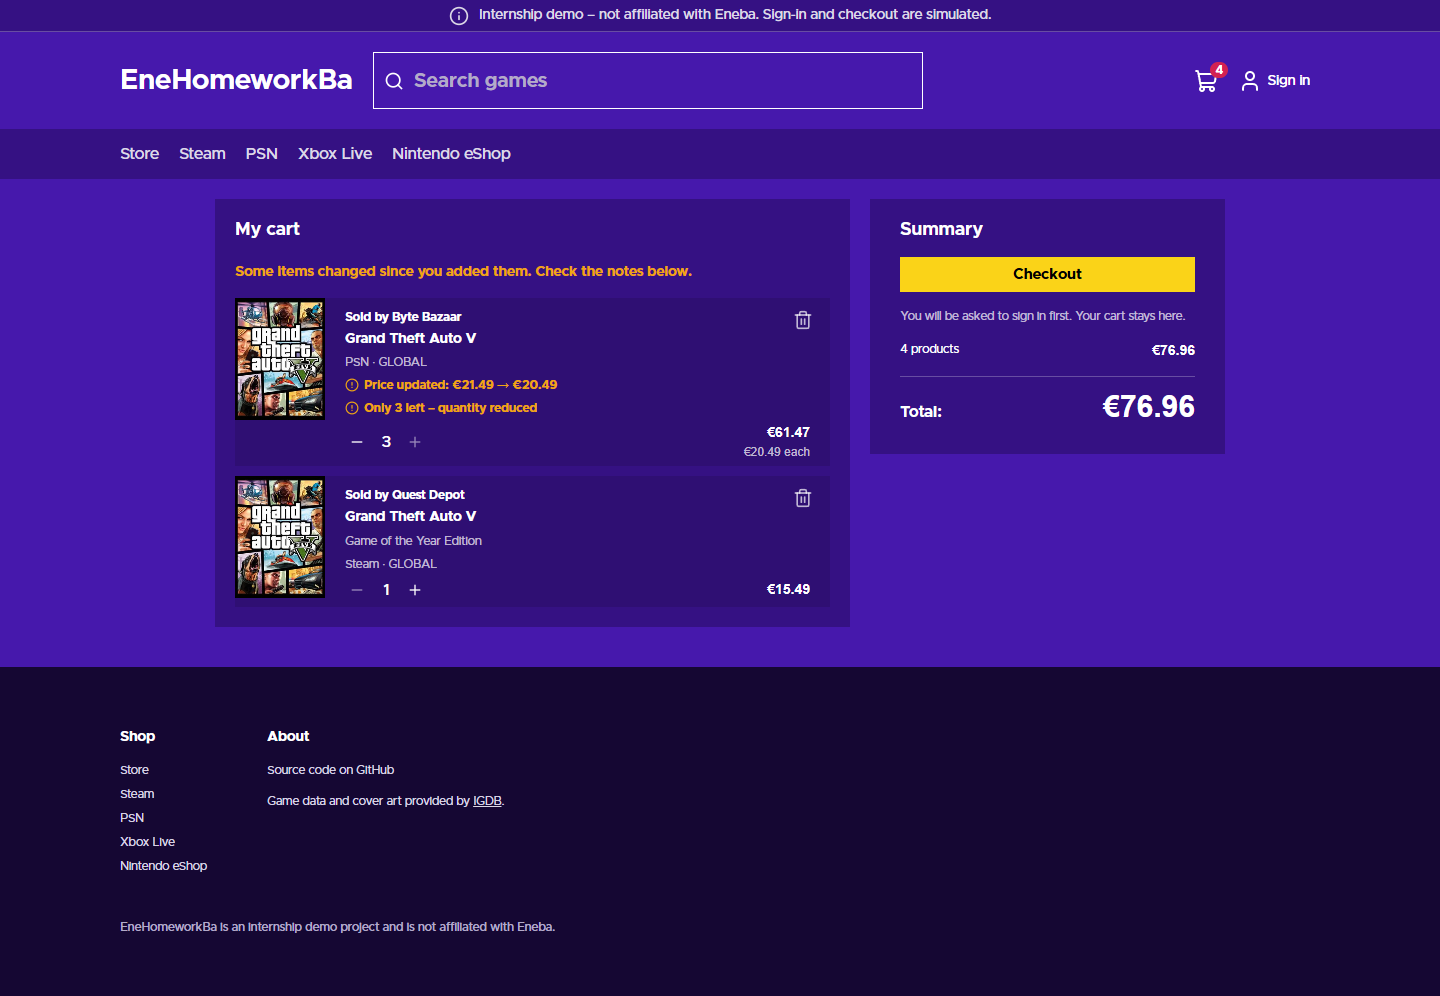 Internship demo – not affiliated with Eneba. Sign-in and checkout are simulated.
EneHomeworkBa
Search games
4
Sign in
Store
Steam
PSN
Xbox Live
Nintendo eShop
My cart
Some items changed since you added them. Check the notes below.
grand theft auto V
Sold by Byte Bazaar
Grand Theft Auto V
PSN · GLOBAL
Price updated: €21.49 → €20.49
Only 3 left – quantity reduced
3
€61.47
€20.49 each
grand theft auto V
Sold by Quest Depot
Grand Theft Auto V
Game of the Year Edition
Steam · GLOBAL
1
€15.49
Summary
Checkout
You will be asked to sign in first. Your cart stays here.
4 products €76.96
Total: €76.96
Shop
Store
Steam
PSN
Xbox Live
Nintendo eShop
About
Source code on GitHub
Game data and cover art provided by IGDB.
EneHomeworkBa is an internship demo project and is not affiliated with Eneba.